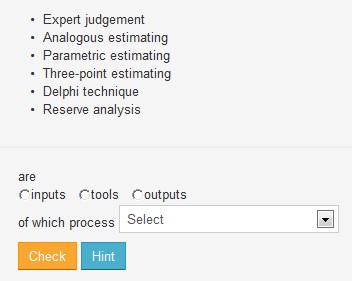 • Expert judgement
• Analogous estimating
• Parametric estimating
• Three-point estimating
• Delphi technique
• Reserve analysis
are
inputs tools outputs
of which process Select
Check Hint